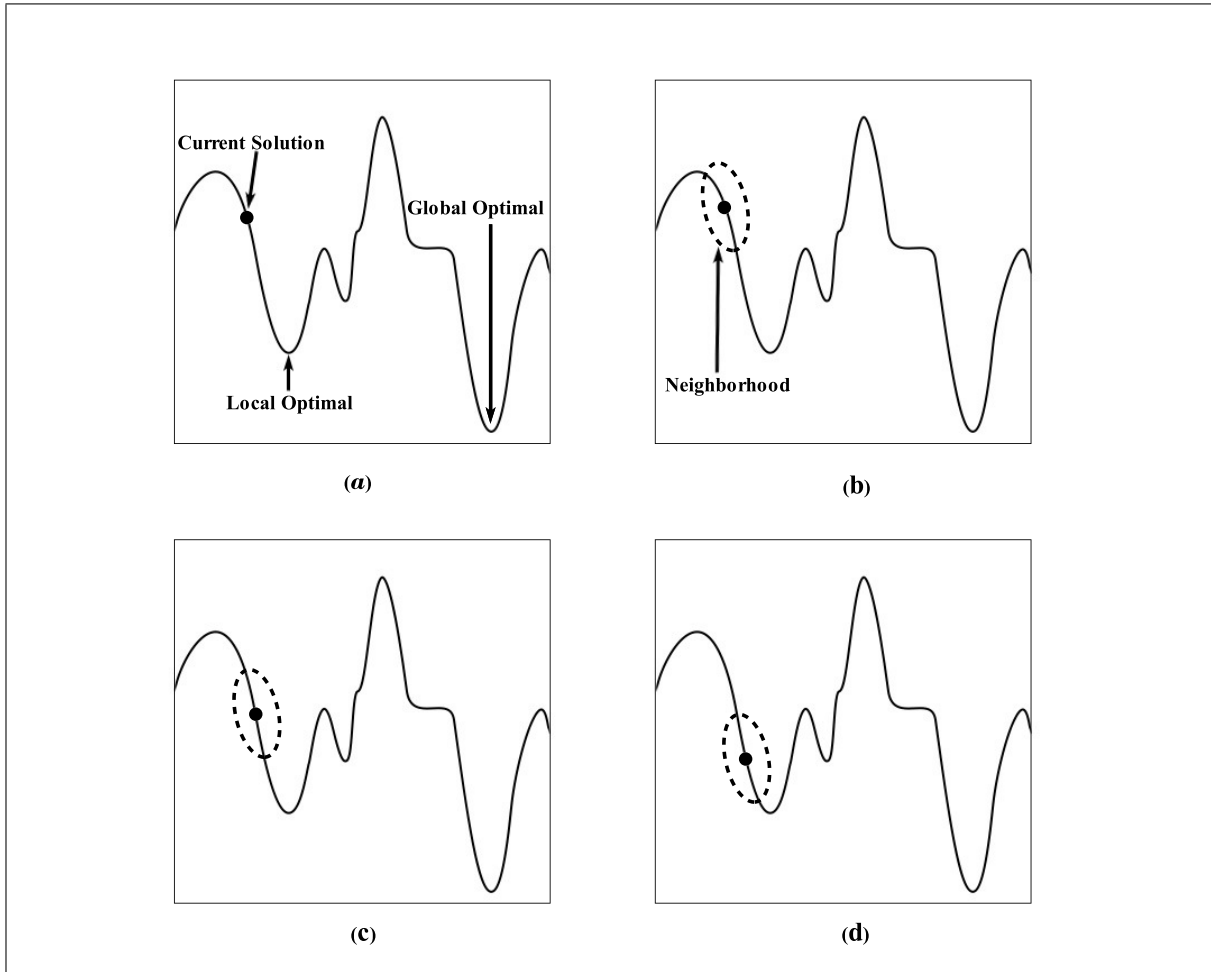 Current Solution
Global Optimal
Local Optimal
(a)
Neighborhood
(b)
(c)
(d)